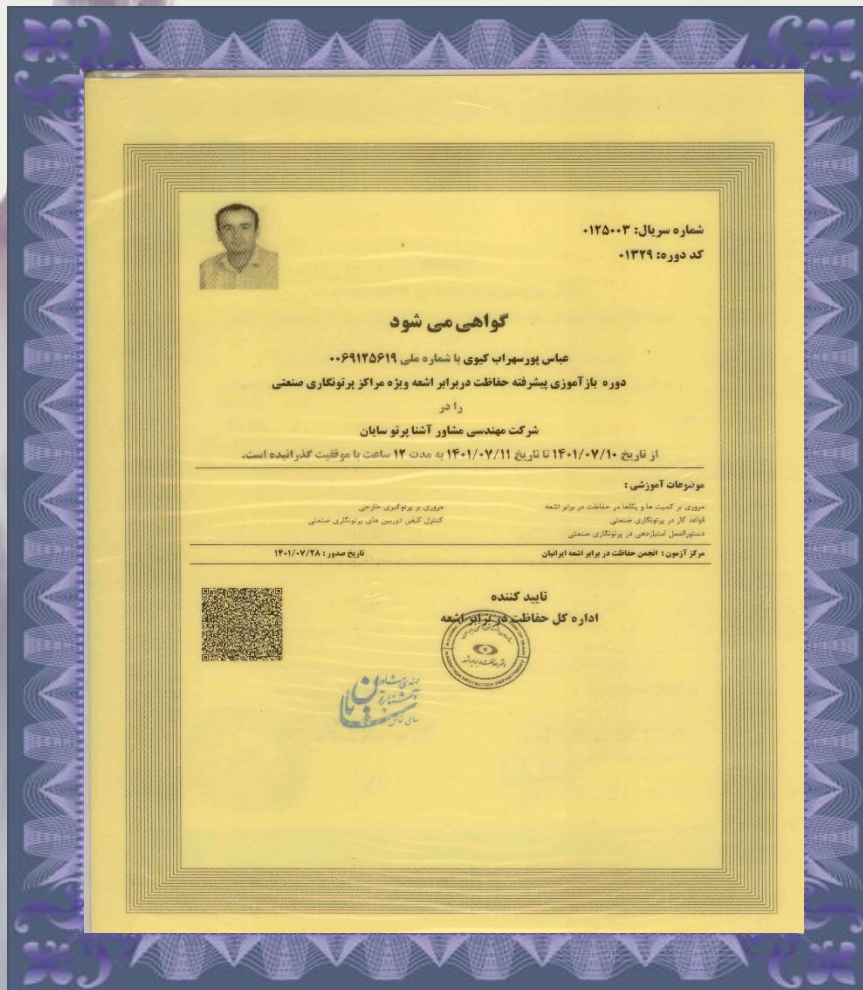 شماره سریال: ۰۱۲۵۰۰۳
کد دوره: ۰۱۳۲۹
گواهی می شود
عباس پورسهراب کیوی با شماره ملی ۰۰۶۹۱۲۵۶۱۹
دوره بازآموزی پیشرفته حفاظت دربرابر اشعه ویژه مراکز پرتونگاری صنعتی
را در
شرکت مهندسی مشاور آشنا پرتو سایان
از تاریخ ۱۴۰۱/۰۷/۱۰ تا تاریخ ۱۴۰۱/۰۷/۱۱ به مدت ۱۲ ساعت با موفقیت گذرانیده است.
موضوعات آموزشی :
مروری بر کمیت ها و یکاها در حفاظت در برابر اشعه
مروری بر پرتوگیری خارجی
قواعد کار در پرتونگاری صنعتی
کنترل کیفی دوربین های پرتونگاری صنعتی
دستورالعمل امتیازدهی در پرتونگاری صنعتی
مرکز آزمون : انجمن حفاظت در برابر اشعه ایرانیان
تاریخ صدور : ۱۴۰۱/۰۷/۲۸
تایید کننده
اداره کل حفاظت در برابر اشعه